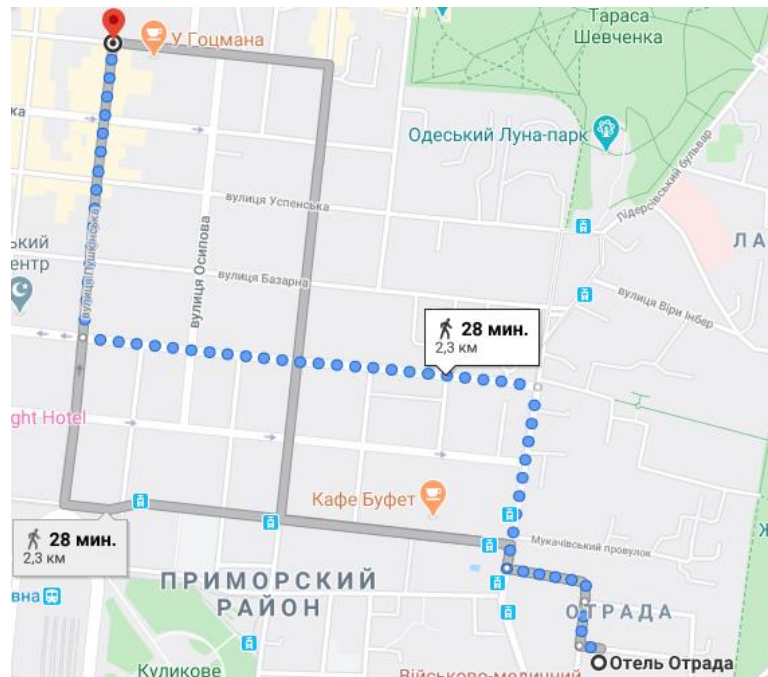 Тараса
Шевченка
У Гоцмана
Одеський Луна-парк
Лідерсівський бульвар
вулиця Успенська
ЛА
вулиця Базарна
вулиця Осипова
вулиця Пушкінська
вулиця Віри Інбер
ький
ентр
28 мин.
2,3 км
ght Hotel
Кафе Буфет
28 мин.
2,3 км
Мукачівський провулок
Ж
ПРИМОРСКИЙ
РАЙОН
вна
ОТРАДА
Отель Отрада
Куликове
Військово-медичний
жа